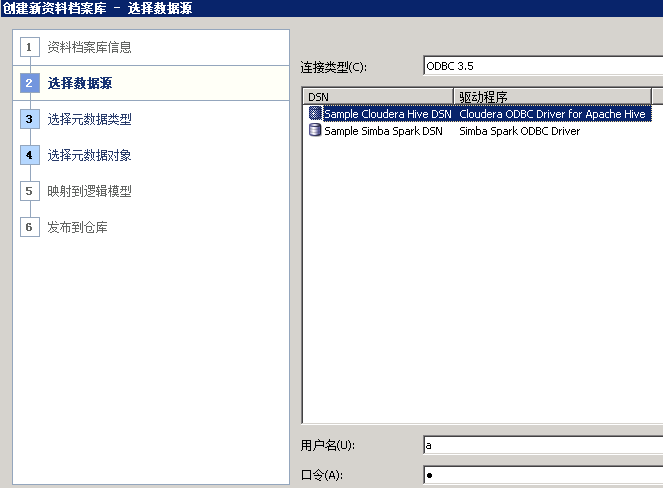 创建新资料档案库 - 选择数据源
1 资料档案库信息
2 选择数据源
3 选择元数据类型
4 选择元数据对象
5 映射到逻辑模型
6 发布到仓库
连接类型(C): ODBC 3.5
DSN 驱动程序
Sample Cloudera Hive DSN Cloudera ODBC Driver for Apache Hive
Sample Simba Spark DSN Simba Spark ODBC Driver
用户名(U): a
口令(A): ●